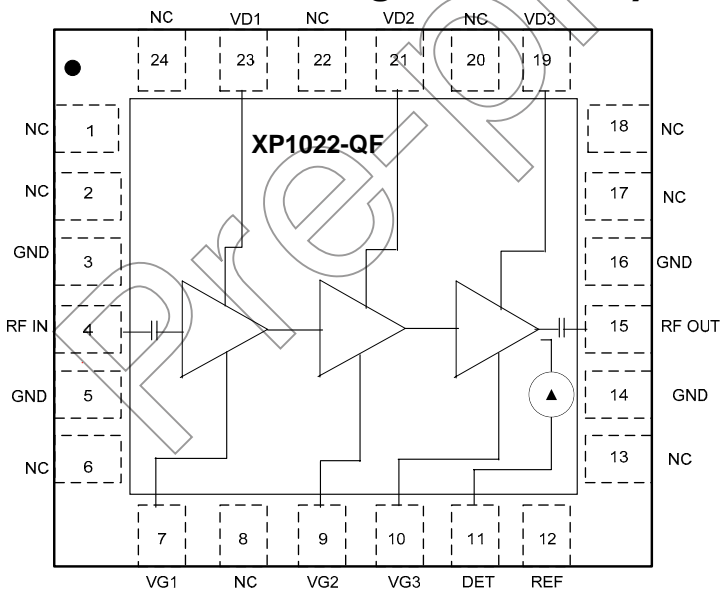 NC VD1 NC VD2 NC VD3
24 23 22 21 20 19
XP1022-QF
NC 1 18 NC
NC 2 17 NC
GND 3 16 GND
RF IN 4 15 RF OUT
GND 5 14 GND
NC 6 13 NC
7 8 9 10 11 12
VG1 NC VG2 VG3 DET REF
Pre-p